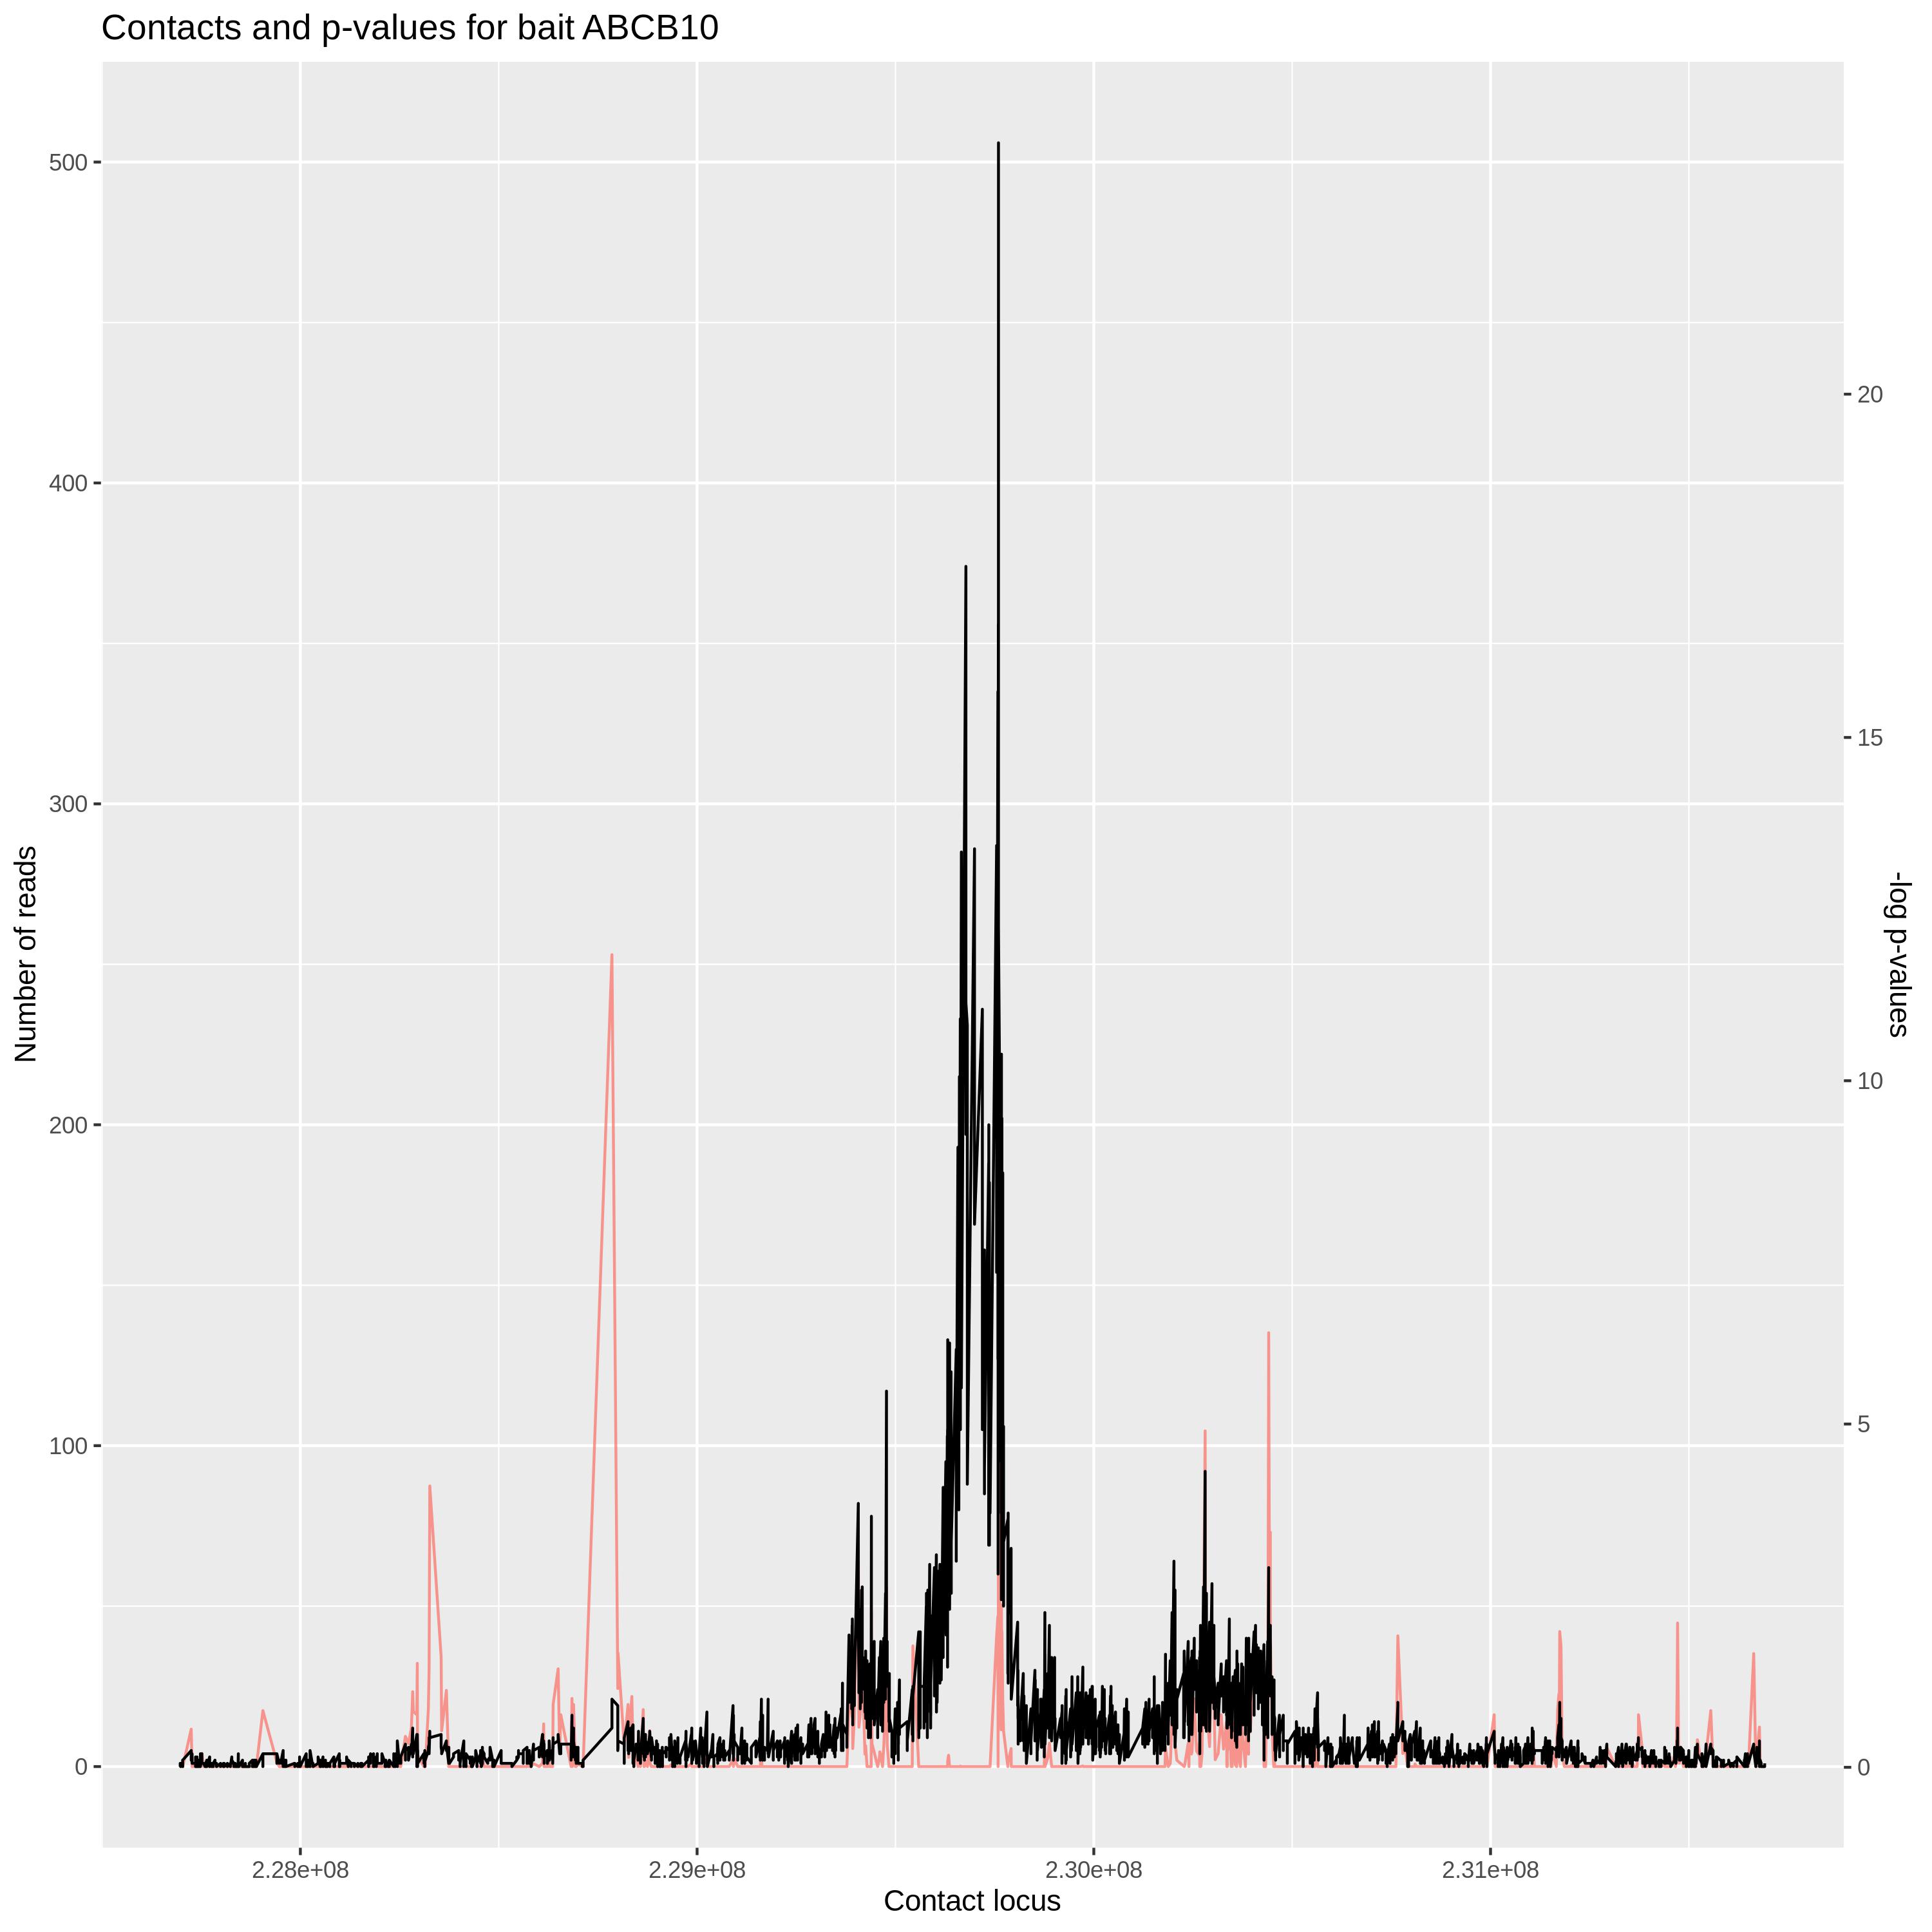 Contacts and p-values for bait ABCB10
500
400
300
200
100
0
Number of reads
20
15
10
5
0
-log p-values
2.28e+08
2.29e+08
2.30e+08
2.31e+08
Contact locus